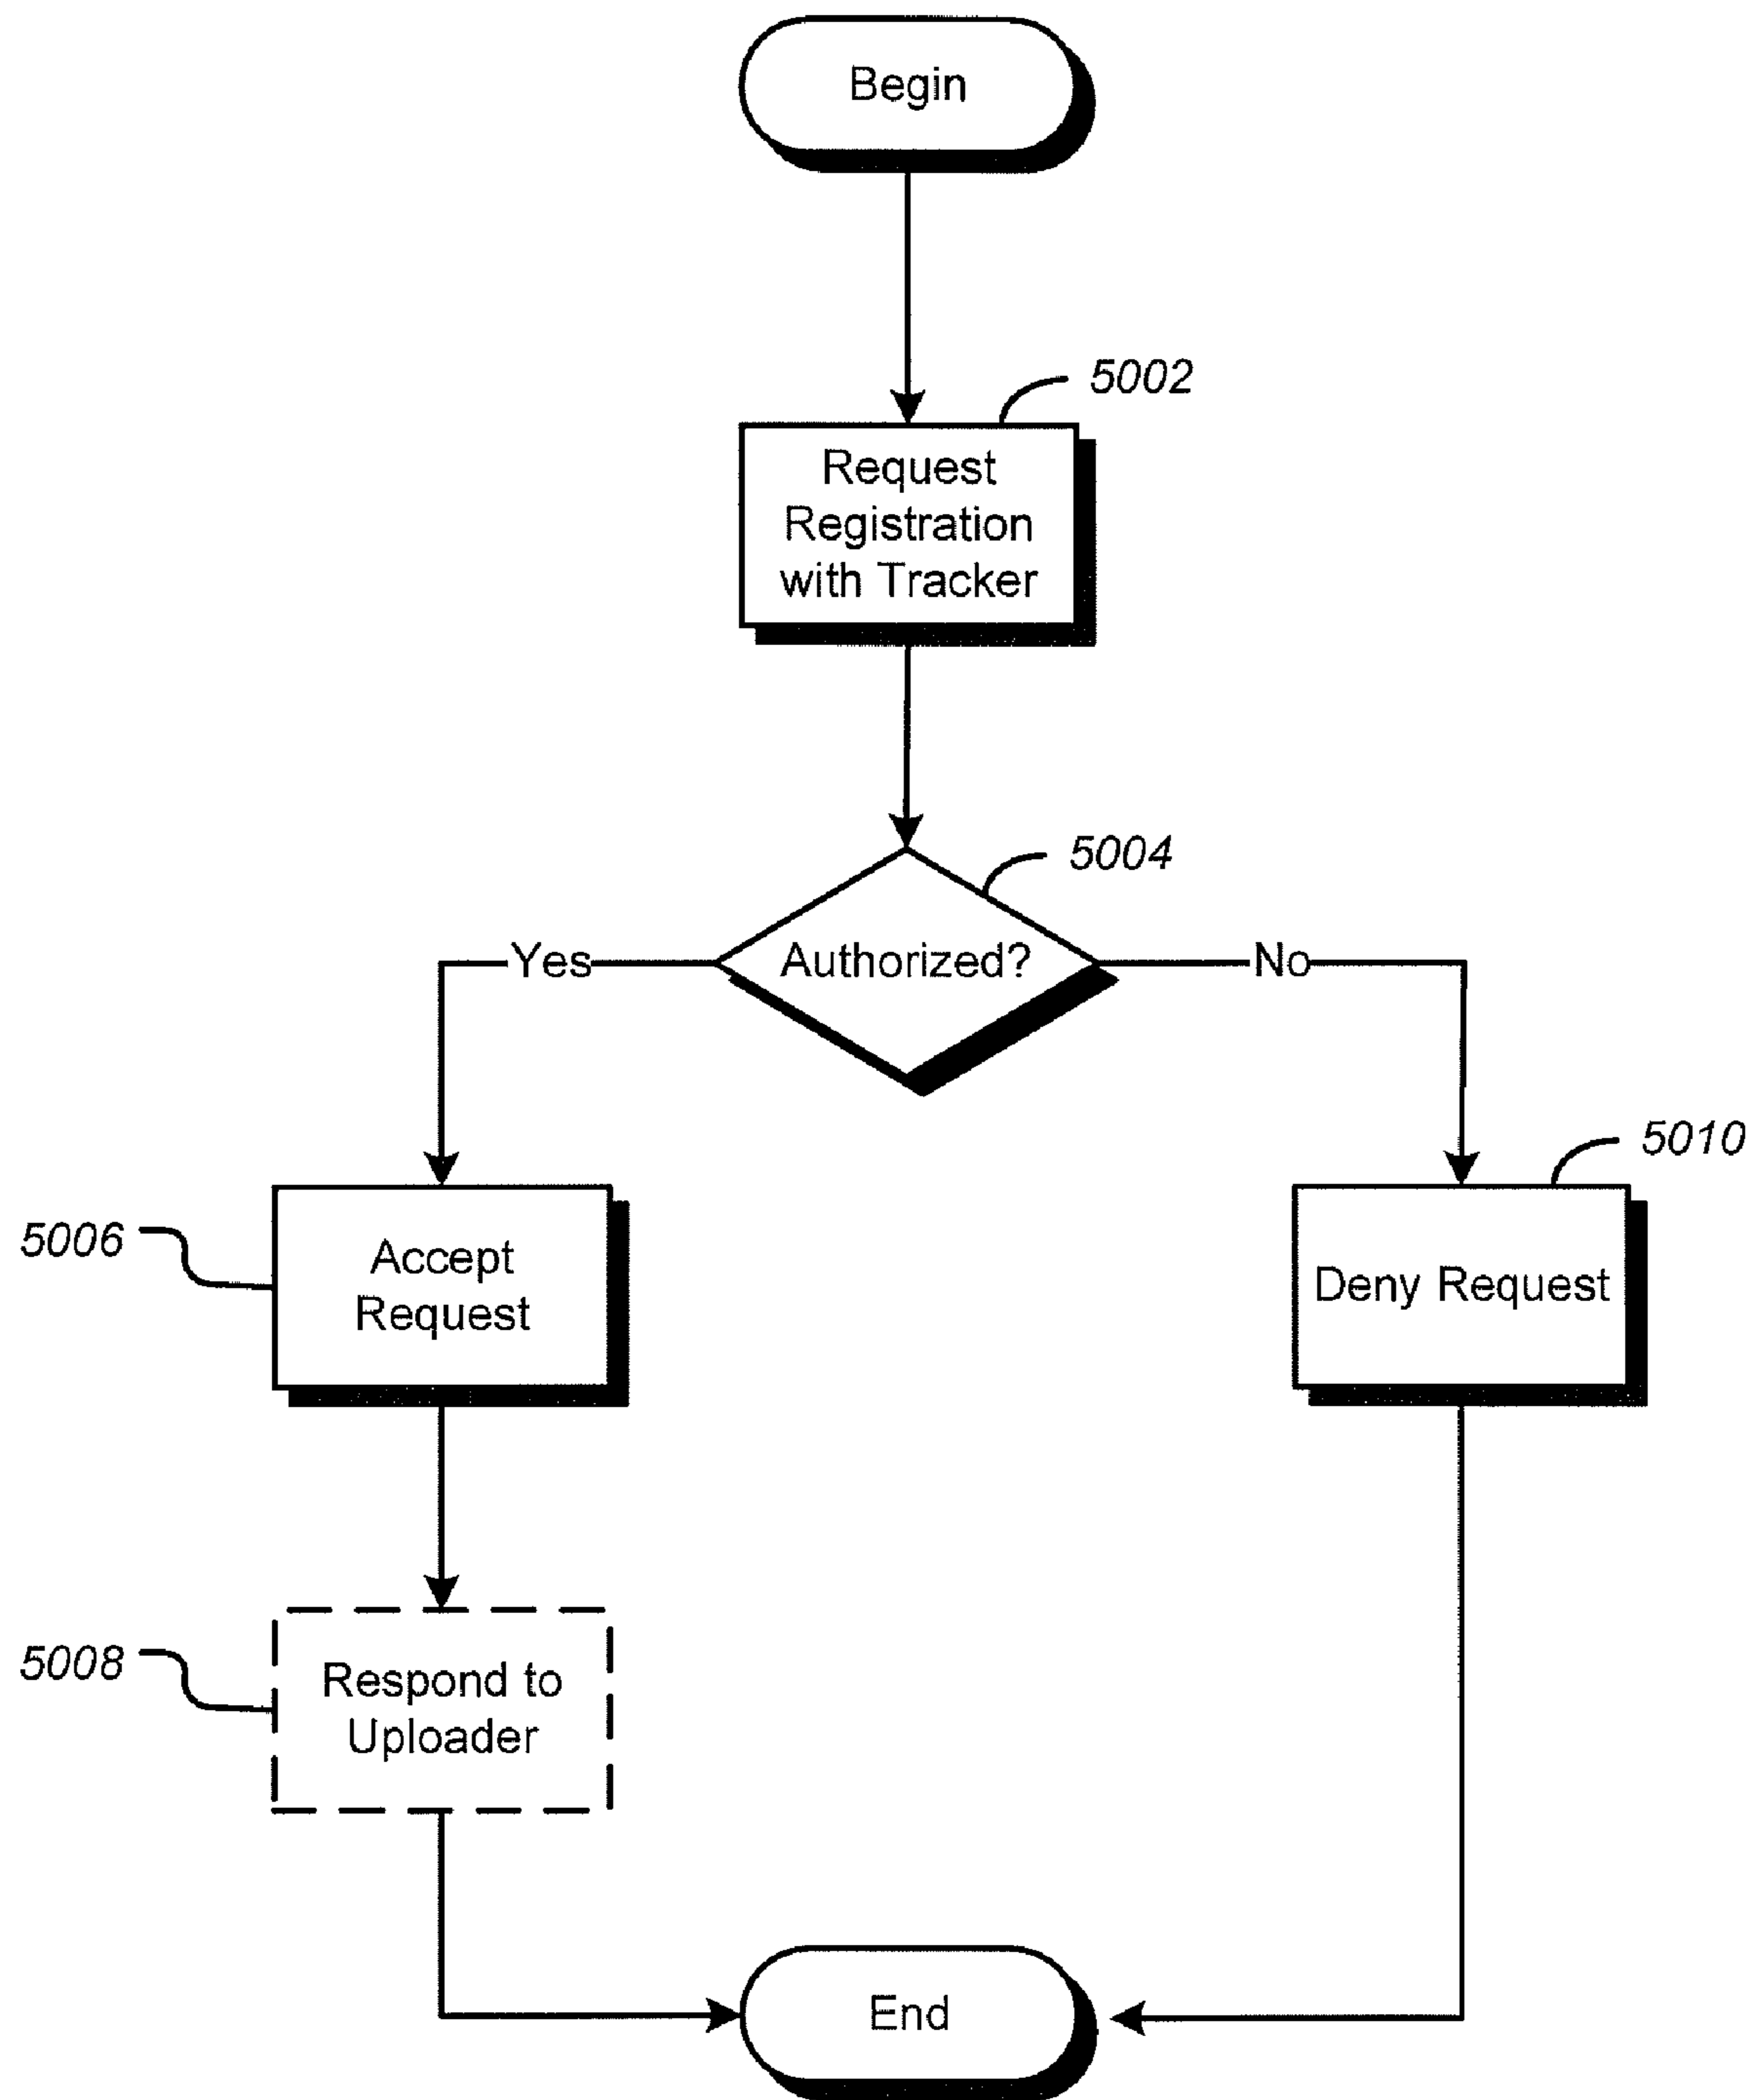 Begin
5002
Request
Registration
with Tracker
5004
Authorized?
Yes
No
5010
5006
Accept
Request
Deny Request
5008
Respond to
Uploader
End